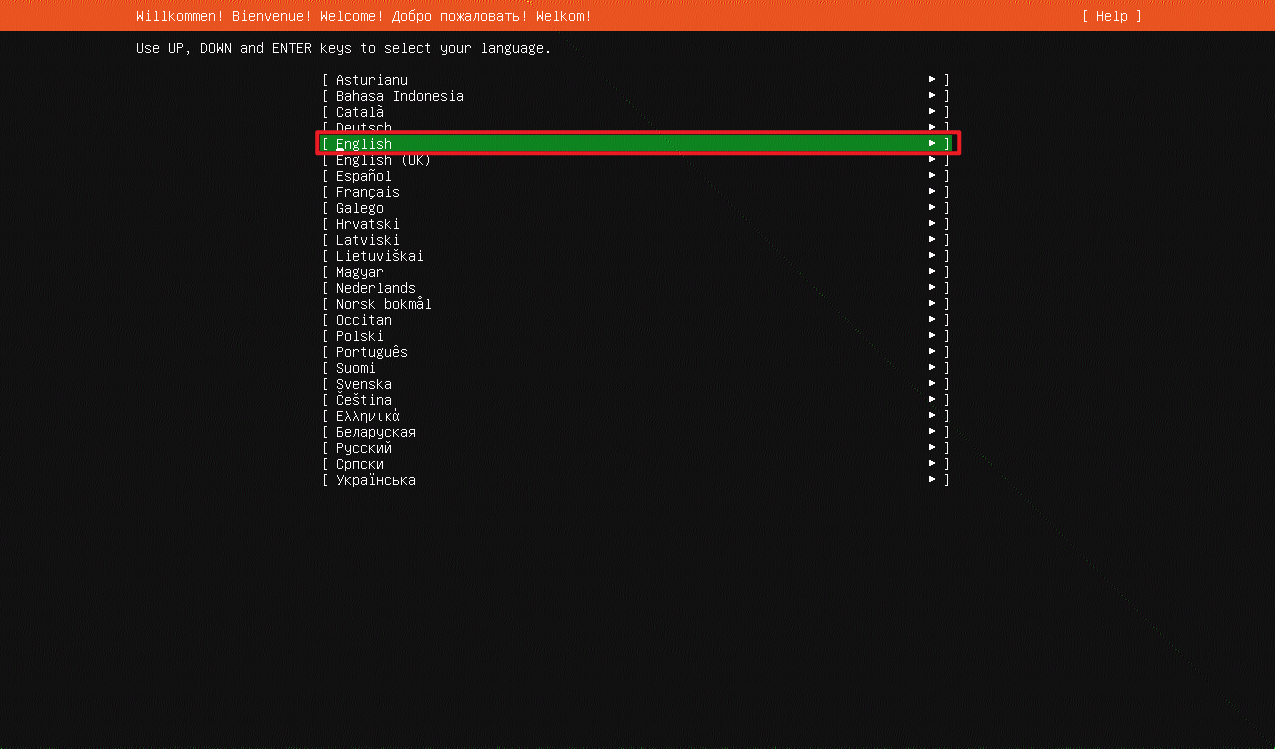 Willkommen! Bienvenue! Welcome! Добро пожаловать! Welkom! [ Help ]
Use UP, DOWN and ENTER keys to select your language.
[ Asturianu ► ]
[ Bahasa Indonesia ► ]
[ Català ► ]
[ Deutsch ► ]
[ English ► ]
[ English (UK) ► ]
[ Español ► ]
[ Français ► ]
[ Galego ► ]
[ Hrvatski ► ]
[ Latviski ► ]
[ Lietuviškai ► ]
[ Magyar ► ]
[ Nederlands ► ]
[ Norsk bokmål ► ]
[ Occitan ► ]
[ Polski ► ]
[ Português ► ]
[ Suomi ► ]
[ Svenska ► ]
[ Čeština ► ]
[ Ελληνικά ► ]
[ Беларуская ► ]
[ Русский ► ]
[ Српски ► ]
[ Українська ► ]